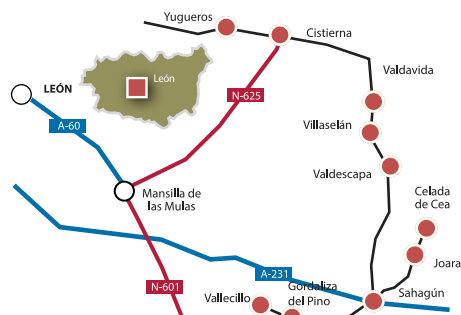 Yugueros
Cistierna
Valdavida
León
LEÓN
N-625
A-60
Villaselán
Valdescapa
Mansilla de
las Mulas
Celada
de Cea
Joara
A-231
N-601
Vallecillo
Gordaliza
del Pino
Sahagún